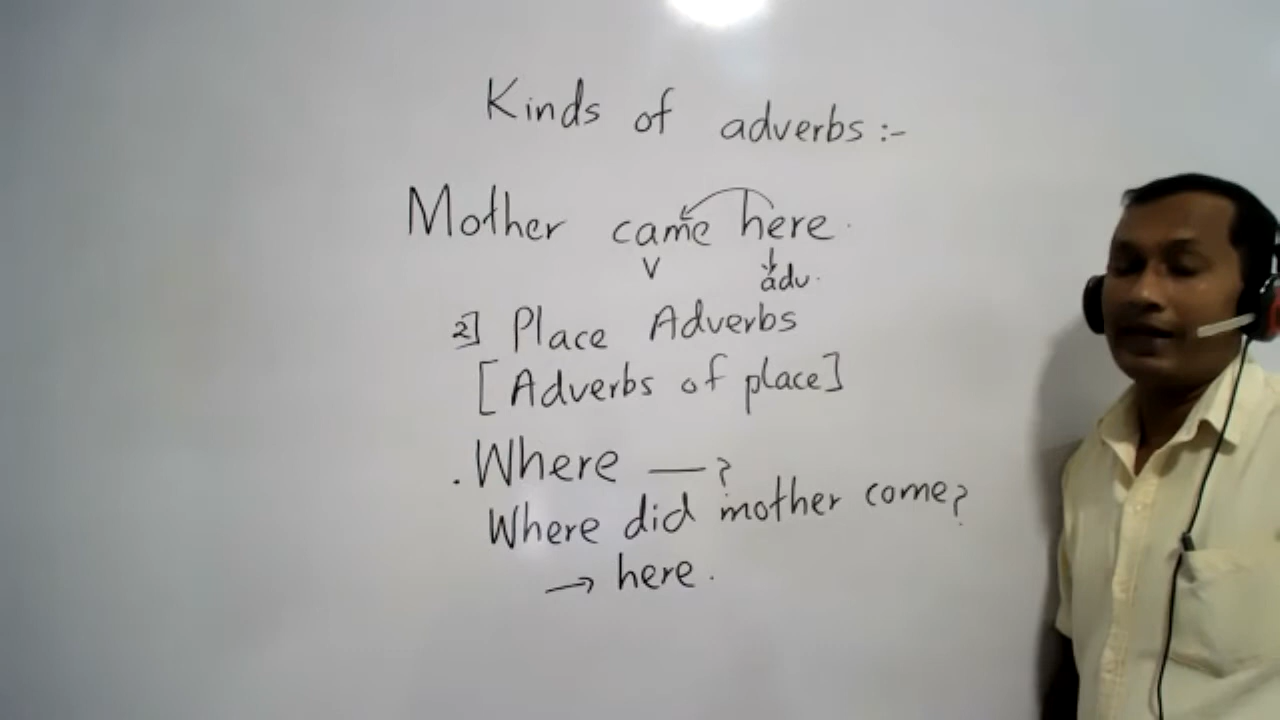 Kinds of adverbs :-
Mother came here.
V adv.
2] Place Adverbs
[Adverbs of place]
. Where — ?
Where did mother come?
→ here.